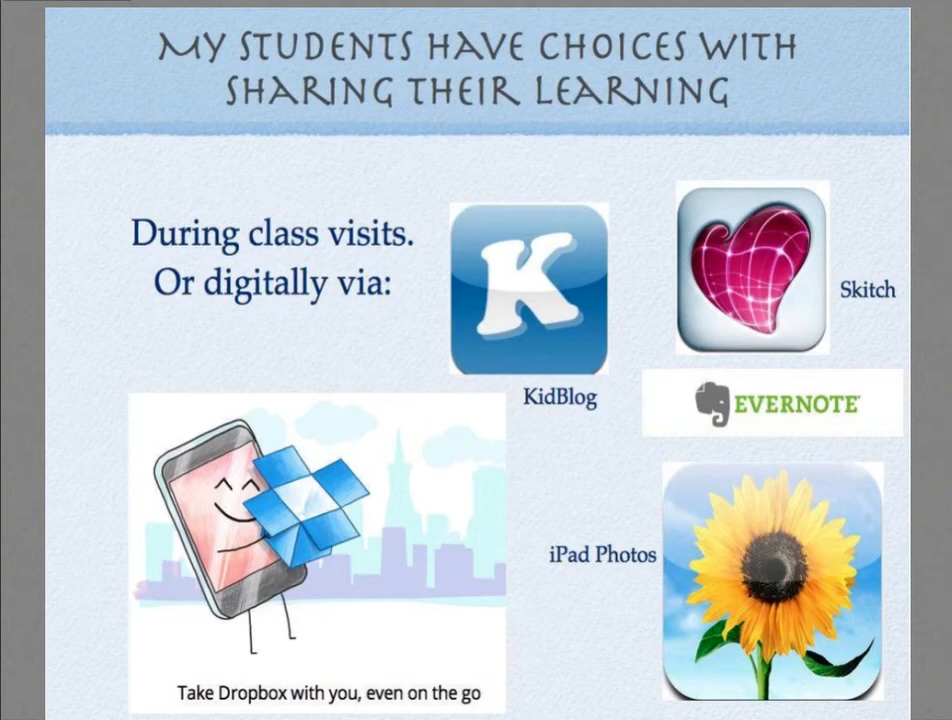 MY STUDENTS HAVE CHOICES WITH
SHARING THEIR LEARNING
During class visits.
Or digitally via:
K
KidBlog
Skitch
EVERNOTE
iPad Photos
Take Dropbox with you, even on the go